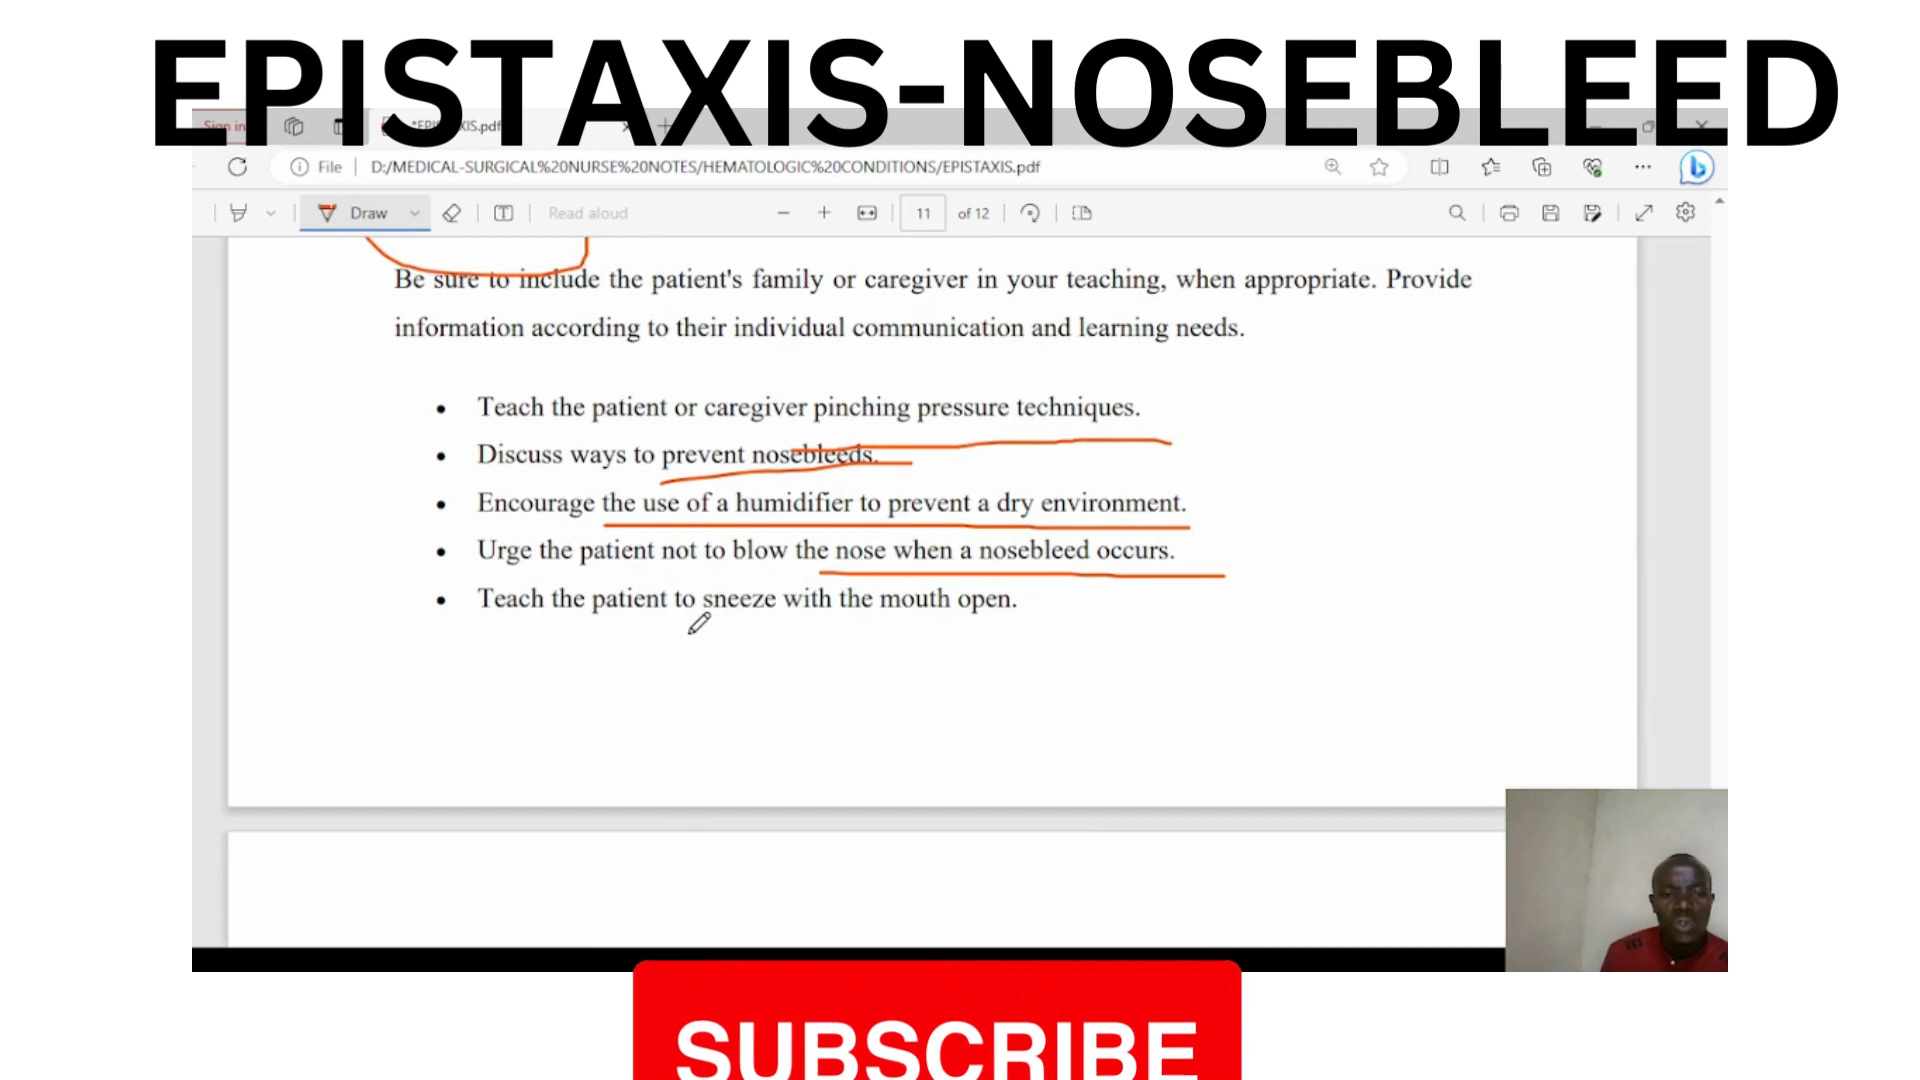 EPISTAXIS-NOSEBLEED
Sign in
File
D:/MEDICAL-SURGICAL%20NURSE%20NOTES/HEMATOLOGIC%20CONDITIONS/EPISTAXIS.pdf
Draw
Read aloud
11 of 12
Be sure to include the patient's family or caregiver in your teaching, when appropriate. Provide
information according to their individual communication and learning needs.
• Teach the patient or caregiver pinching pressure techniques.
• Discuss ways to prevent nosebleeds.
• Encourage the use of a humidifier to prevent a dry environment.
• Urge the patient not to blow the nose when a nosebleed occurs.
• Teach the patient to sneeze with the mouth open.
SUBSCRIBE